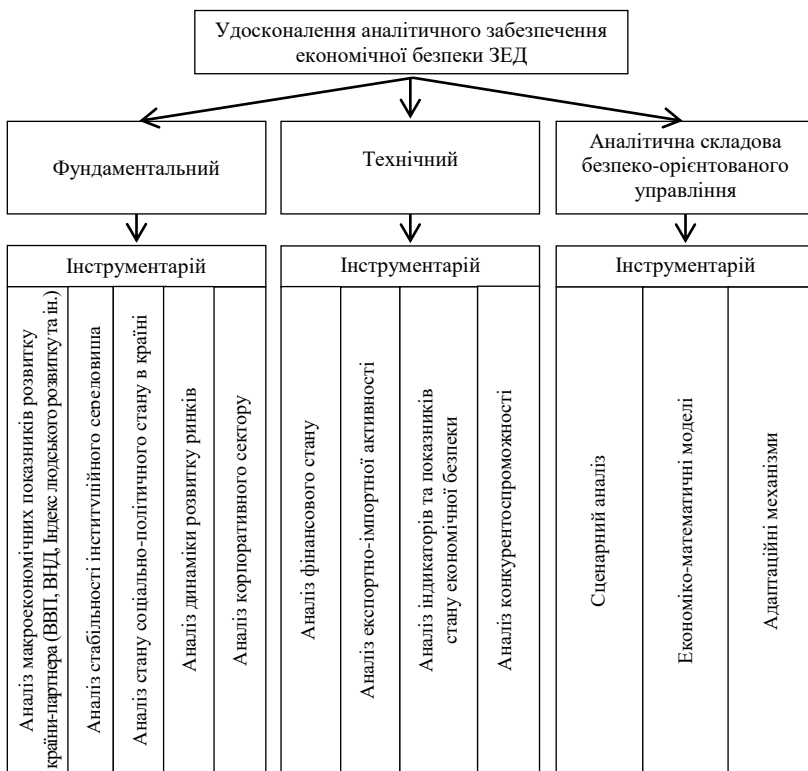 Удосконалення аналітичного забезпечення
економічної безпеки ЗЕД
Фундаментальний
Технічний
Аналітична складова
безпеко-орієнтованого
управління
Інструментарій
Інструментарій
Інструментарій
Аналіз макроекономічних показників розвитку
країни-партнера (ВВП, ВНД, Індекс людського розвитку та ін.)
Аналіз стабільності інституційного середовища
Аналіз стану соціально-політичного стану в країні
Аналіз динаміки розвитку ринків
Аналіз корпоративного сектору
Аналіз фінансового стану
Аналіз експортно-імпортної активності
Аналіз індикаторів та показників
стану економічної безпеки
Аналіз конкурентоспроможності
Сценарний аналіз
Економіко-математичні моделі
Адаптаційні механізми